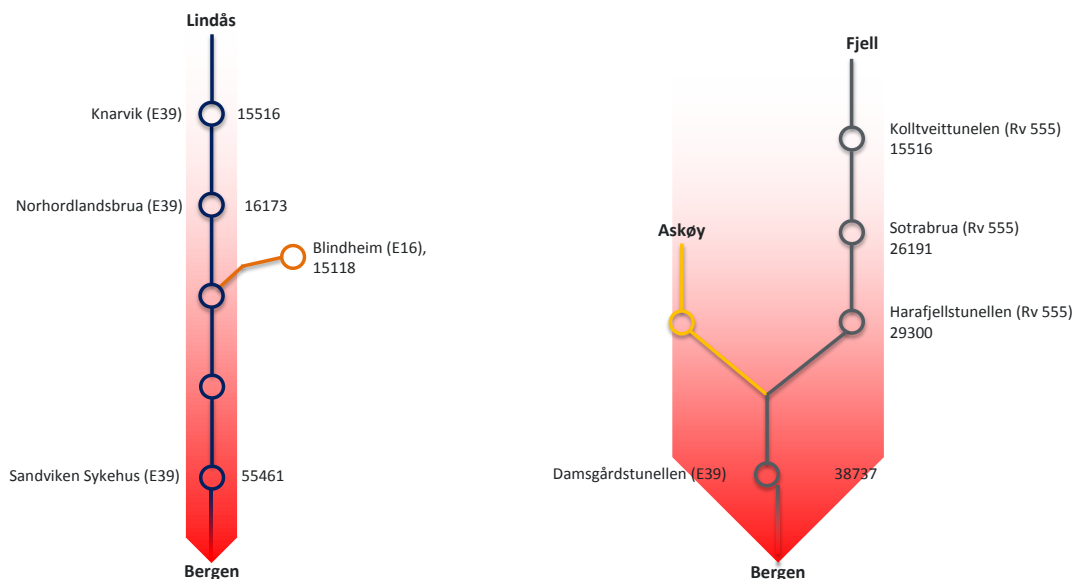 Lindås
Knarvik (E39) 15516
Norhordlandsbrua (E39) 16173
Blindheim (E16),
15118
Sandviken Sykehus (E39) 55461
Bergen
Fjell
Kolltveittunelen (Rv 555)
15516
Askøy
Sotrabrua (Rv 555)
26191
Harafjellstunellen (Rv 555)
29300
Damsgårdstunellen (E39) 38737
Bergen